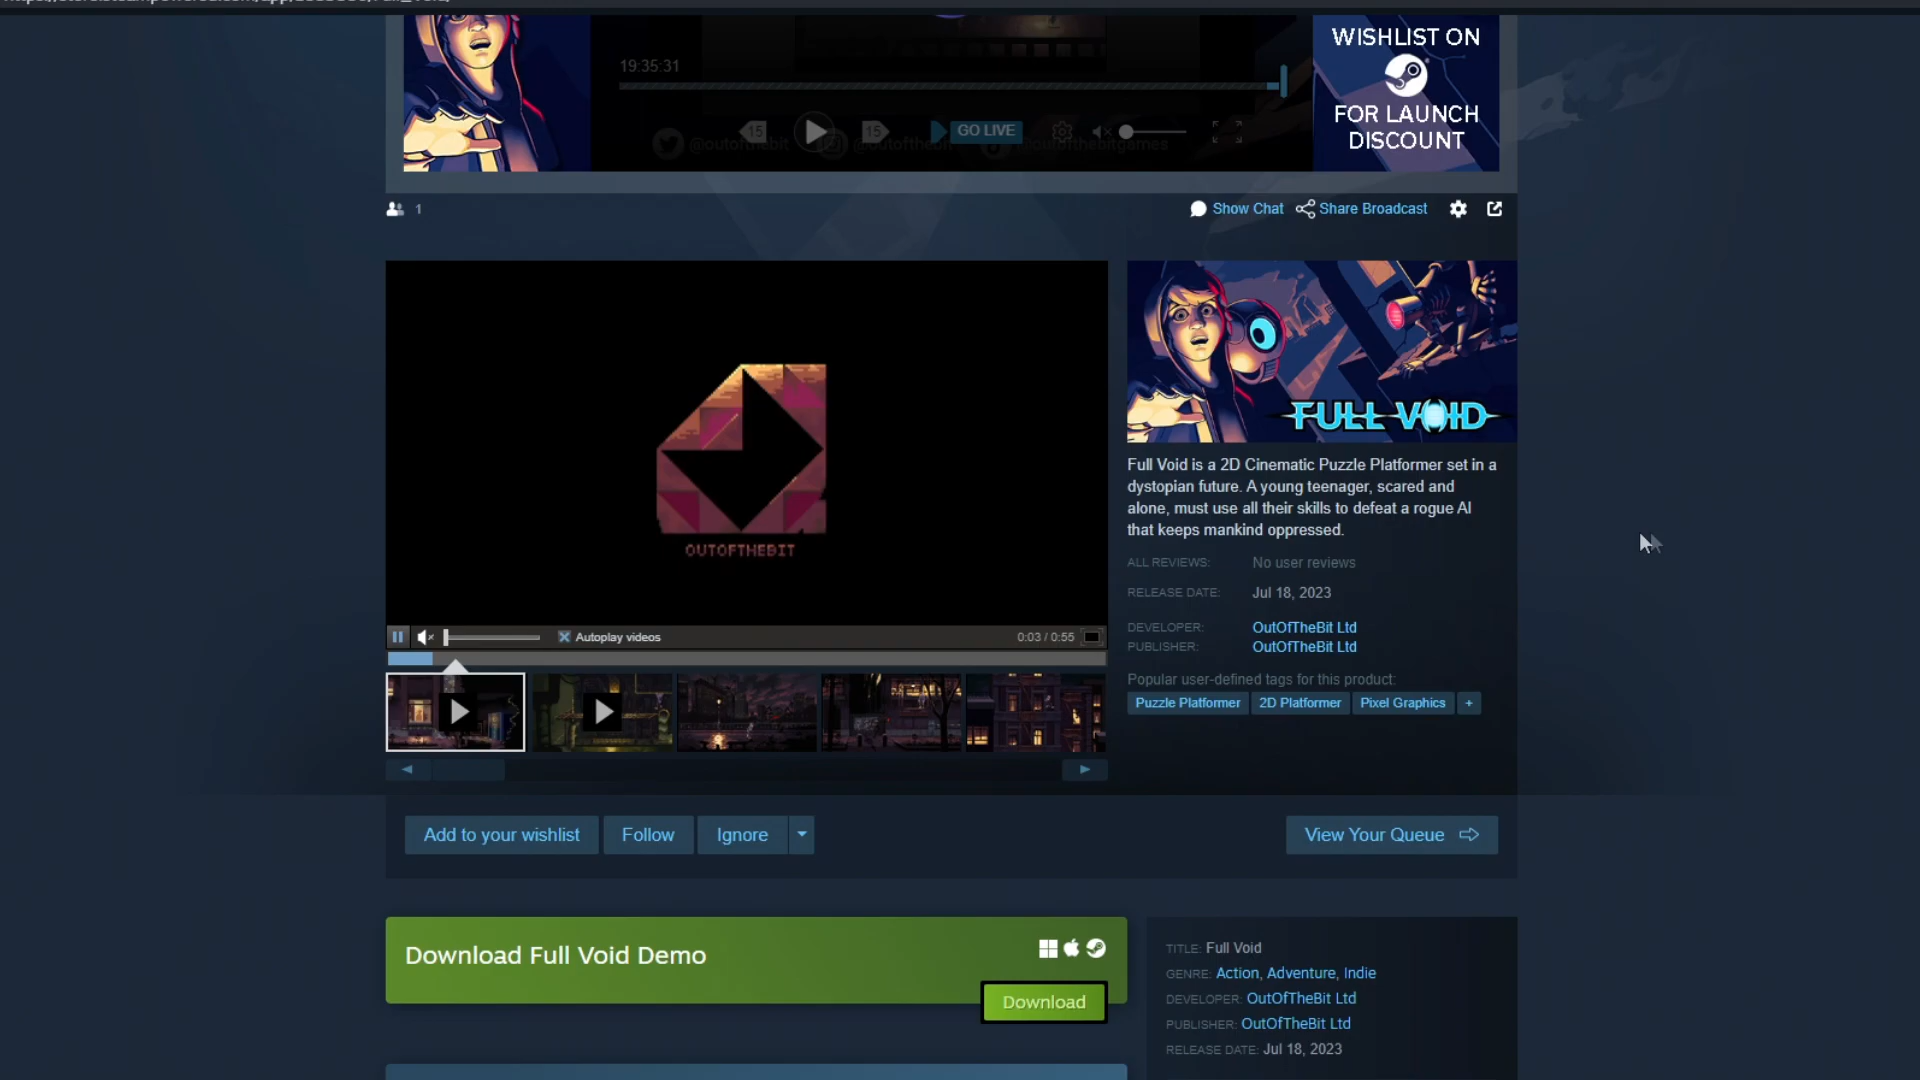 WISHLIST ON
FOR LAUNCH
DISCOUNT
19:35:31
15
15
GO LIVE
@outofthebit
@outofthebitgames
1
Show Chat
Share Broadcast
OUTOFTHEBIT
FULL VOID
Full Void is a 2D Cinematic Puzzle Platformer set in a
dystopian future. A young teenager, scared and
alone, must use all their skills to defeat a rogue AI
that keeps mankind oppressed.
ALL REVIEWS: No user reviews
RELEASE DATE: Jul 18, 2023
DEVELOPER: OutOfTheBit Ltd
PUBLISHER: OutOfTheBit Ltd
Autoplay videos
0:03 / 0:55
Popular user-defined tags for this product:
Puzzle Platformer 2D Platformer Pixel Graphics +
Add to your wishlist Follow Ignore
View Your Queue
Download Full Void Demo
Download
TITLE: Full Void
GENRE: Action, Adventure, Indie
DEVELOPER: OutOfTheBit Ltd
PUBLISHER: OutOfTheBit Ltd
RELEASE DATE: Jul 18, 2023